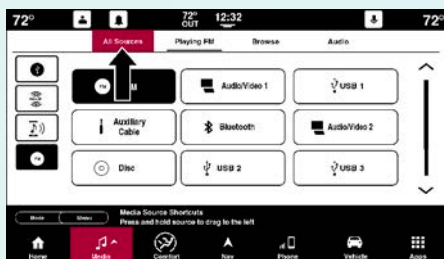 72° 72° OUT 12:32 72°
All Sources Playing FM Browse Audio
FM Audio/Video 1 USB 1
Auxiliary Cable Bluetooth Audio/Video 2
Disc USB 2 USB 3
FM
Media Source Shortcuts
Press and hold source to drag to the left
Home Media Comfort Nav Phone Vehicle Apps